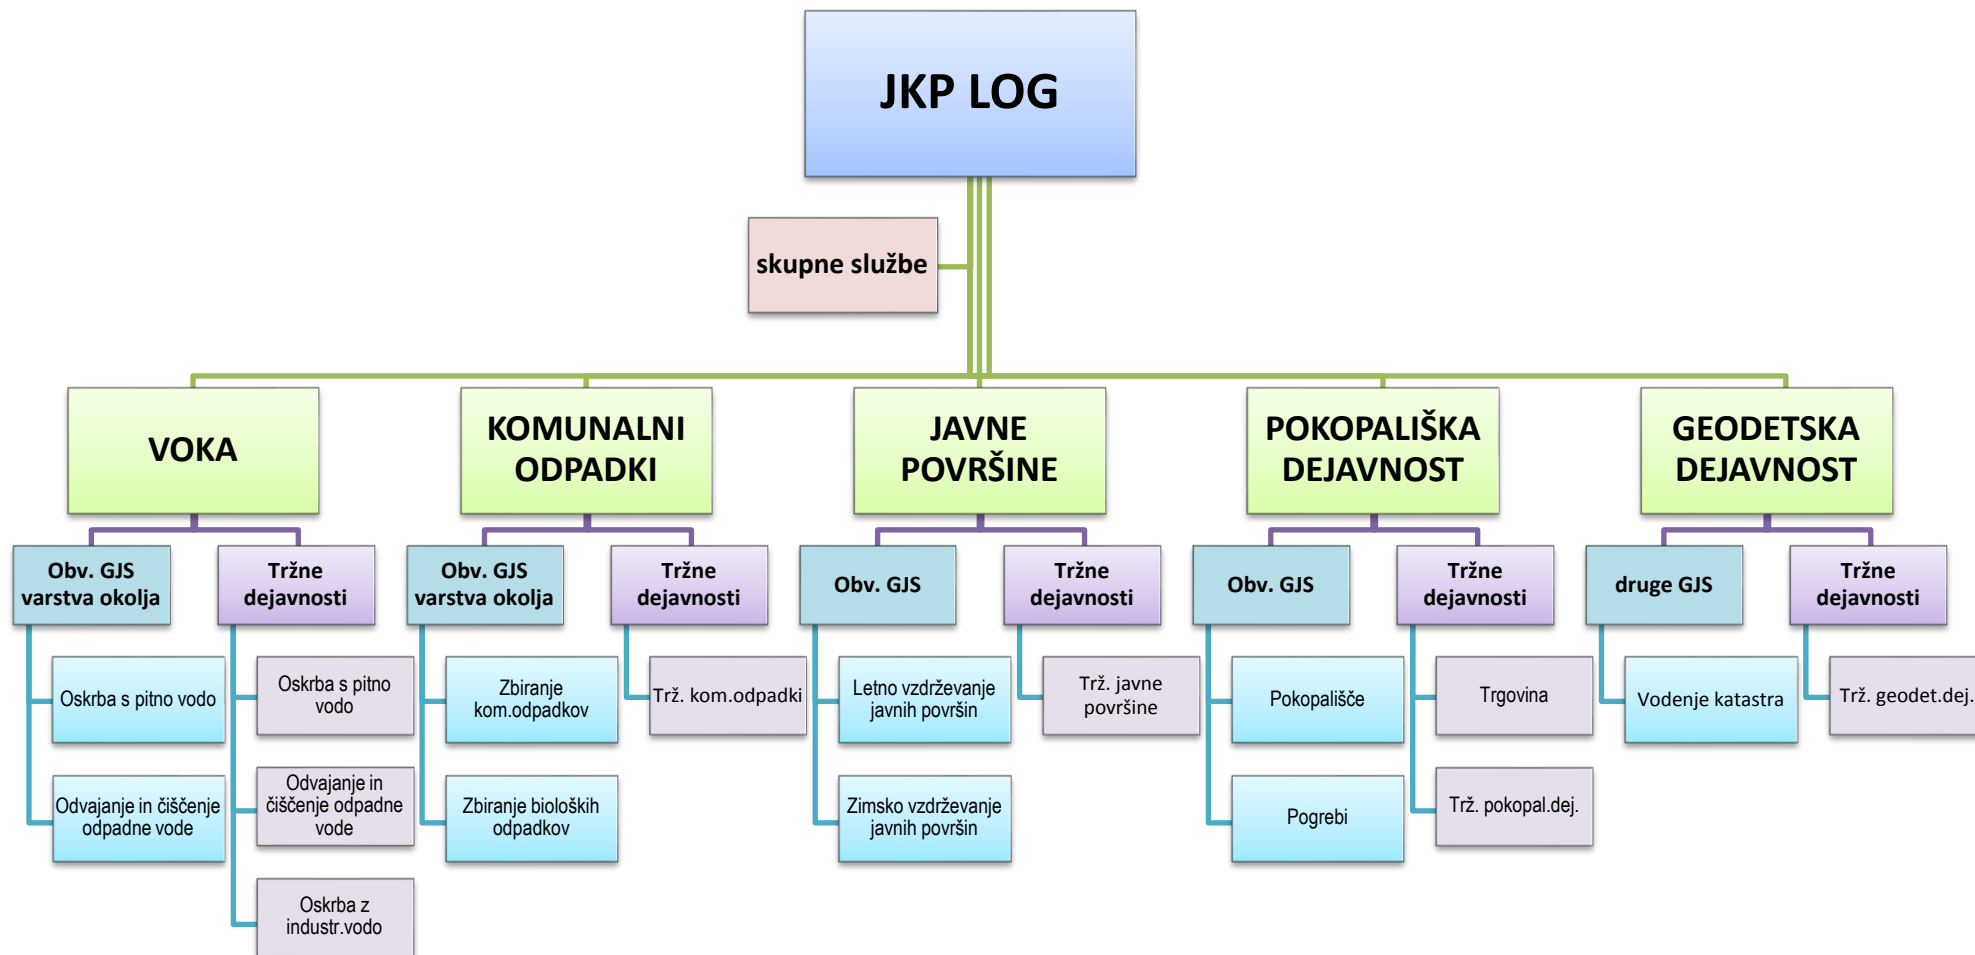 JKP LOG
skupne službe
VOKA
KOMUNALNI
ODPADKI
JAVNE
POVRŠINE
POKOPALIŠKA
DEJAVNOST
GEODETSKA
DEJAVNOST
Obv. GJS
varstva okolja
Tržne
dejavnosti
Obv. GJS
varstva okolja
Tržne
dejavnosti
Obv. GJS
Tržne
dejavnosti
Obv. GJS
Tržne
dejavnosti
druge GJS
Tržne
dejavnosti
Oskrba s pitno vodo
Oskrba s pitno
vodo
Zbiranje
kom.odpadkov
Trž. kom.odpadki
Letno vzdrževanje
javnih površin
Trž. javne
površine
Pokopališče
Trgovina
Vodenje katastra
Trž. geodet.dej.
Odvajanje in čiščenje
odpadne vode
Odvajanje in
čiščenje odpadne
vode
Zbiranje bioloških
odpadkov
Zimsko vzdrževanje
javnih površin
Pogrebi
Trž. pokopal.dej.
Oskrba z
industr.vodo